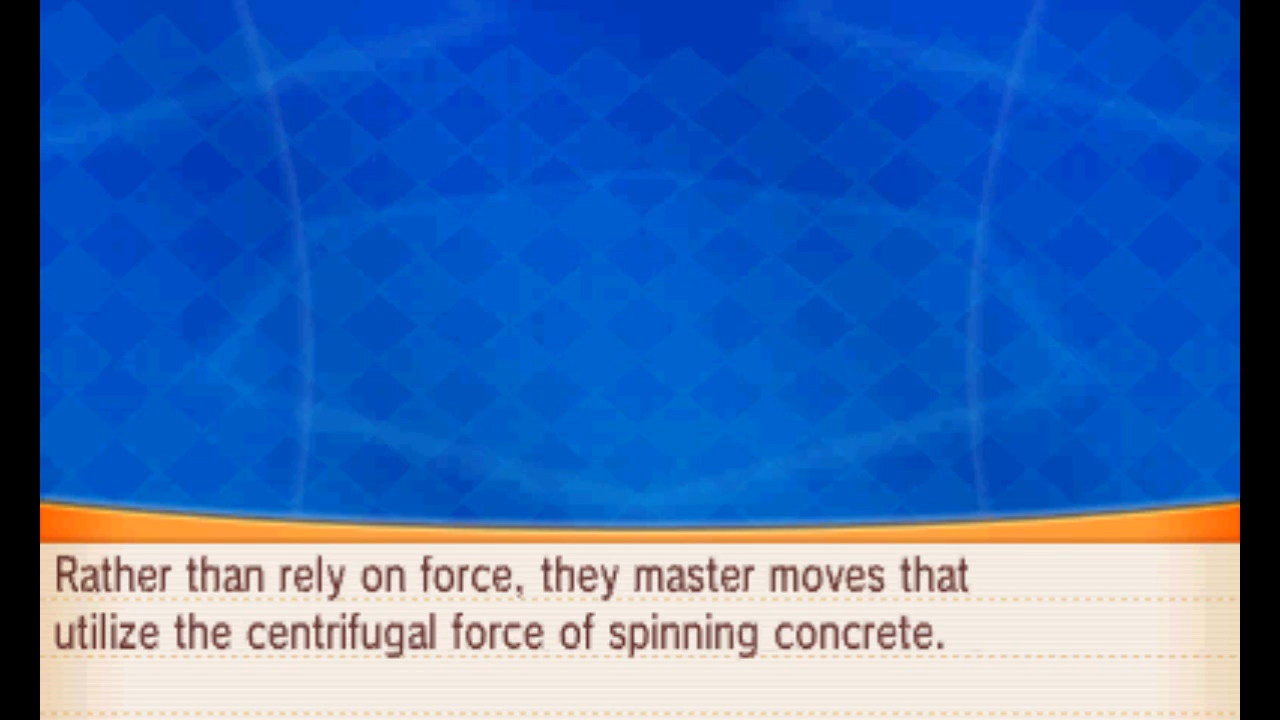 Rather than rely on force, they master moves that
utilize the centrifugal force of spinning concrete.